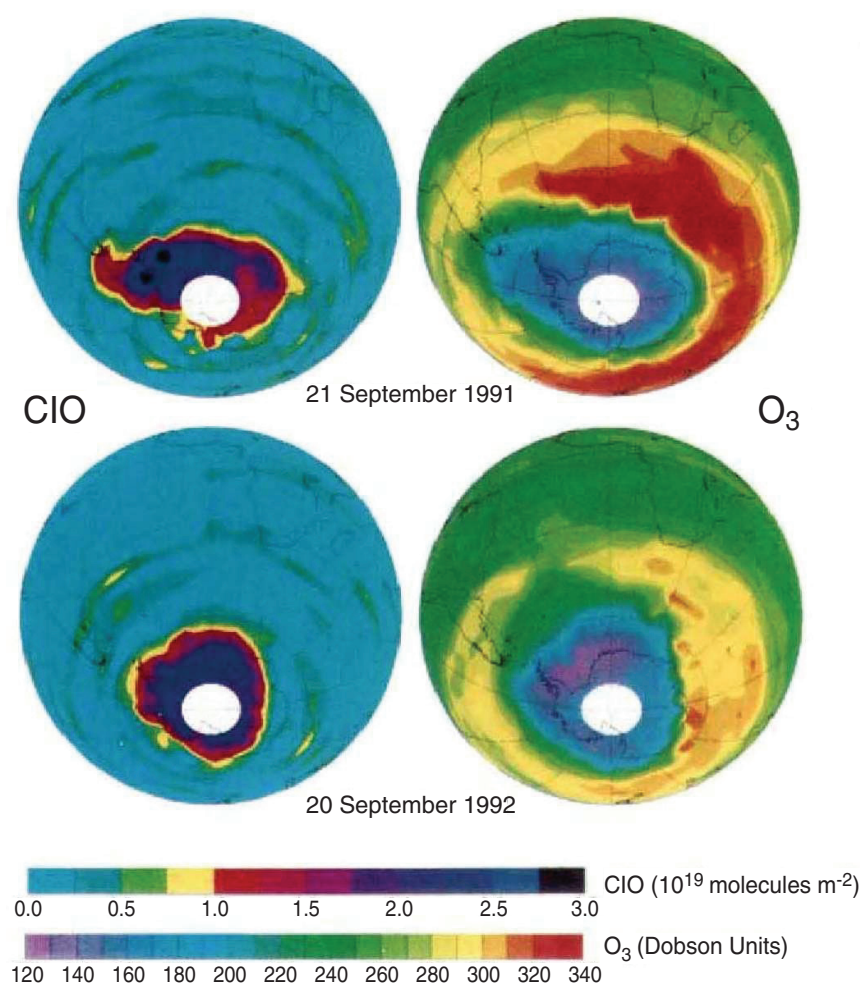 21 September 1991
ClO
O3
20 September 1992
ClO (10^19 molecules m^-2)
0.0 0.5 1.0 1.5 2.0 2.5 3.0
O3 (Dobson Units)
120 140 160 180 200 220 240 260 280 300 320 340